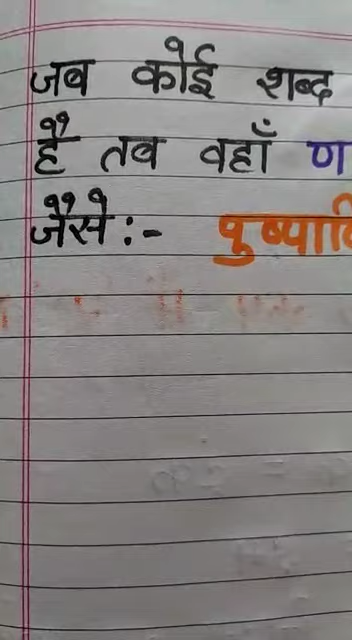 जब कोई शब्द
है तब वहाँ ण
जैसे :- पुष्पाि